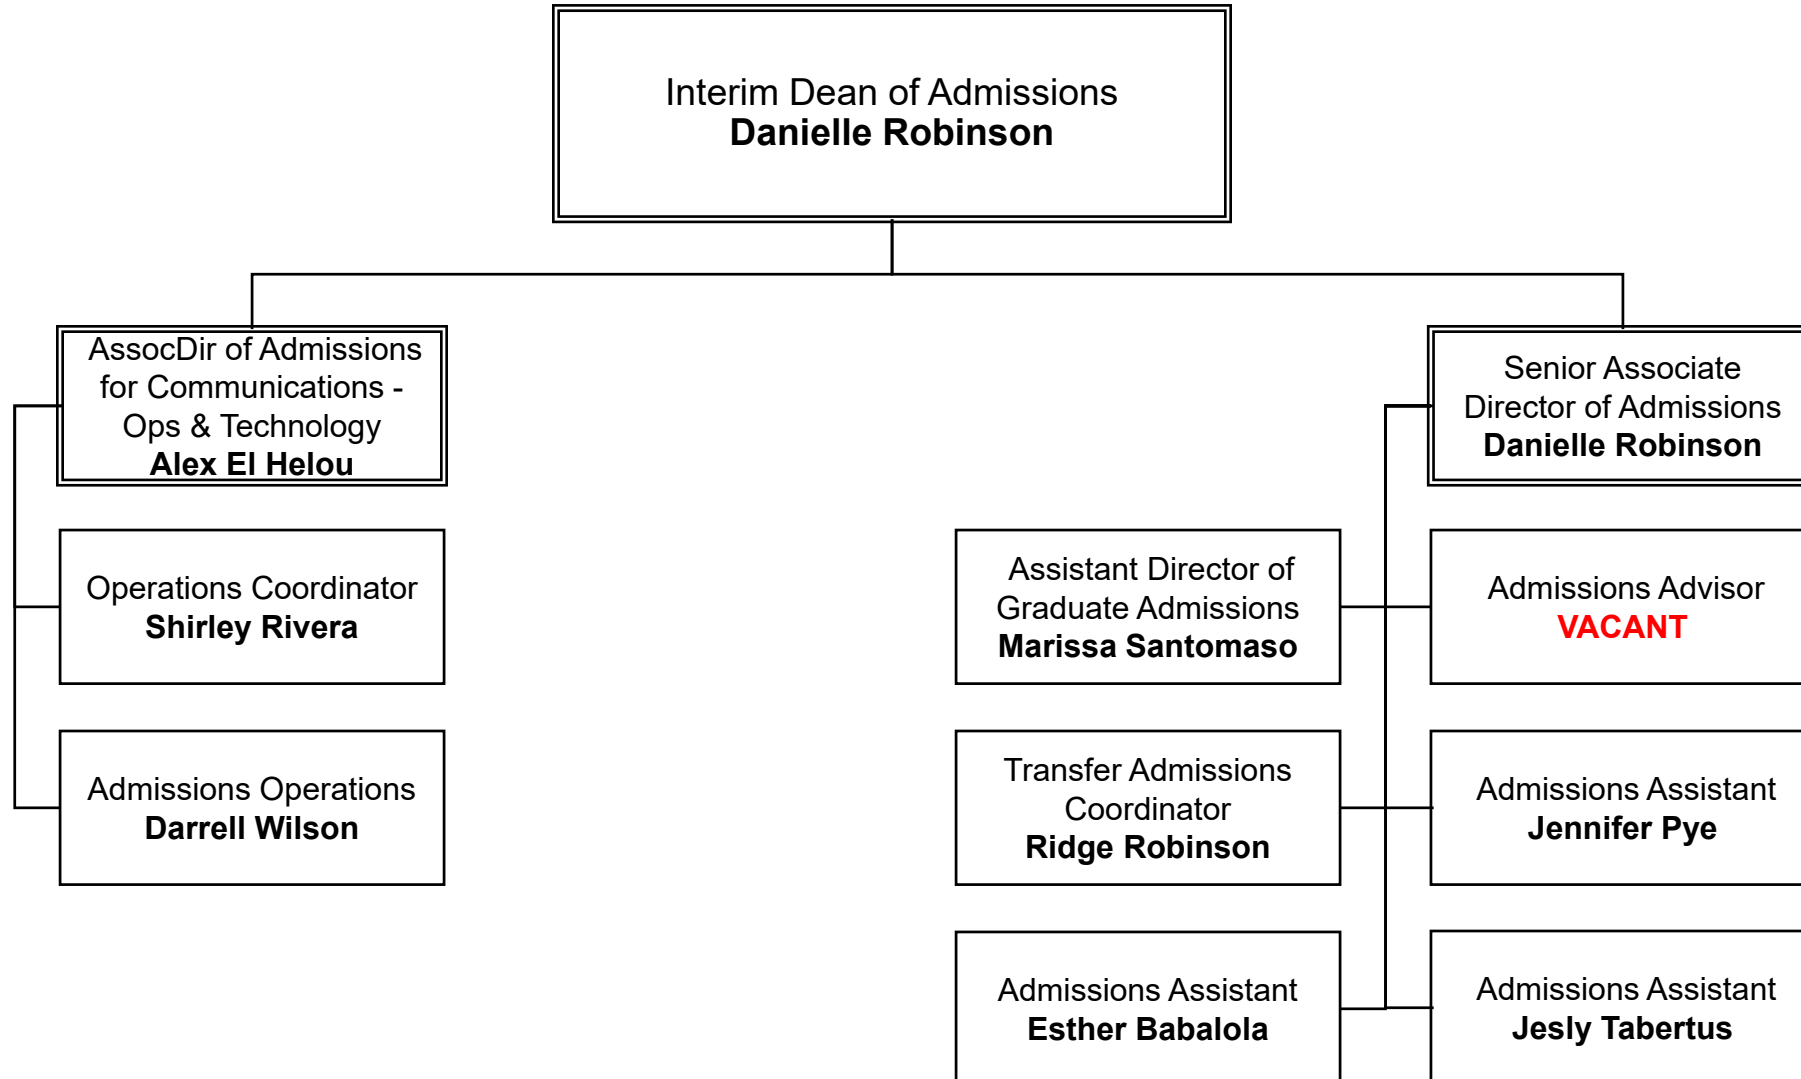 Interim Dean of Admissions
Danielle Robinson
AssocDir of Admissions
for Communications -
Ops & Technology
Alex El Helou
Senior Associate
Director of Admissions
Danielle Robinson
Operations Coordinator
Shirley Rivera
Assistant Director of
Graduate Admissions
Marissa Santomaso
Admissions Advisor
VACANT
Admissions Operations
Darrell Wilson
Transfer Admissions
Coordinator
Ridge Robinson
Admissions Assistant
Jennifer Pye
Admissions Assistant
Esther Babalola
Admissions Assistant
Jesly Tabertus